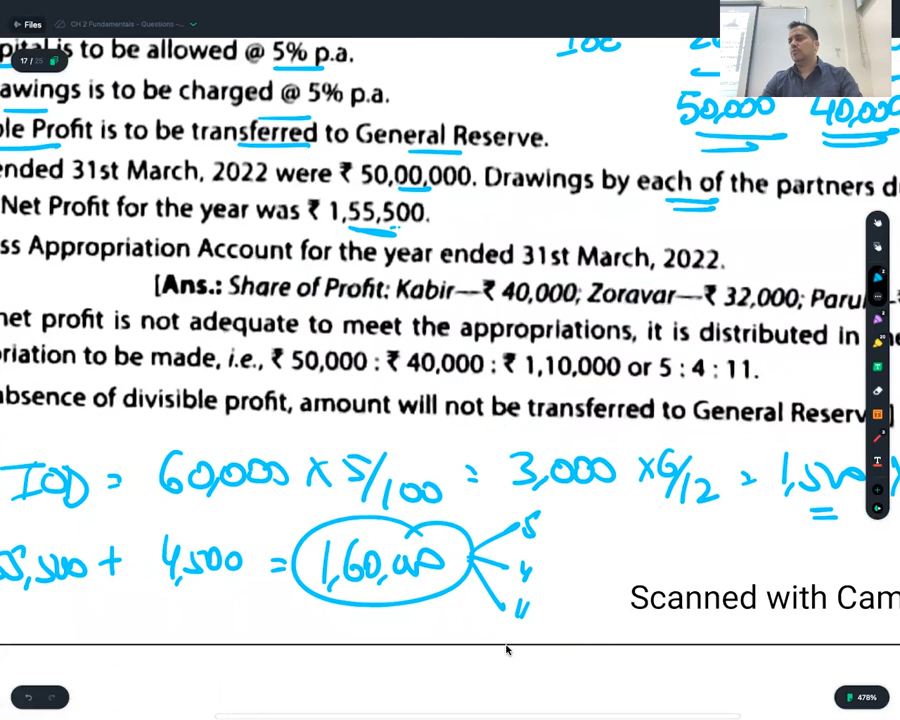 Files
CH 2 Fundamentals - Questions -...
17 / 25
is to be allowed @ 5% p.a.
awings is to be charged @ 5% p.a.
50,000 40,000
ble Profit is to be transferred to General Reserve.
ended 31st March, 2022 were ₹ 50,00,000. Drawings by each of the partners d
Net Profit for the year was ₹ 1,55,500.
ss Appropriation Account for the year ended 31st March, 2022.
[Ans.: Share of Profit: Kabir—₹ 40,000; Zoravar—₹ 32,000; Parul
net profit is not adequate to meet the appropriations, it is distributed in
riation to be made, i.e., ₹ 50,000 : ₹ 40,000 : ₹ 1,10,000 or 5 : 4 : 11.
absence of divisible profit, amount will not be transferred to General Reserv
IOD = 60,000 × 5/100 = 3,000 × 6/12 = 1,500
55,500 + 4,500 = 1,60,000
5
4
11
Scanned with Cam
478%